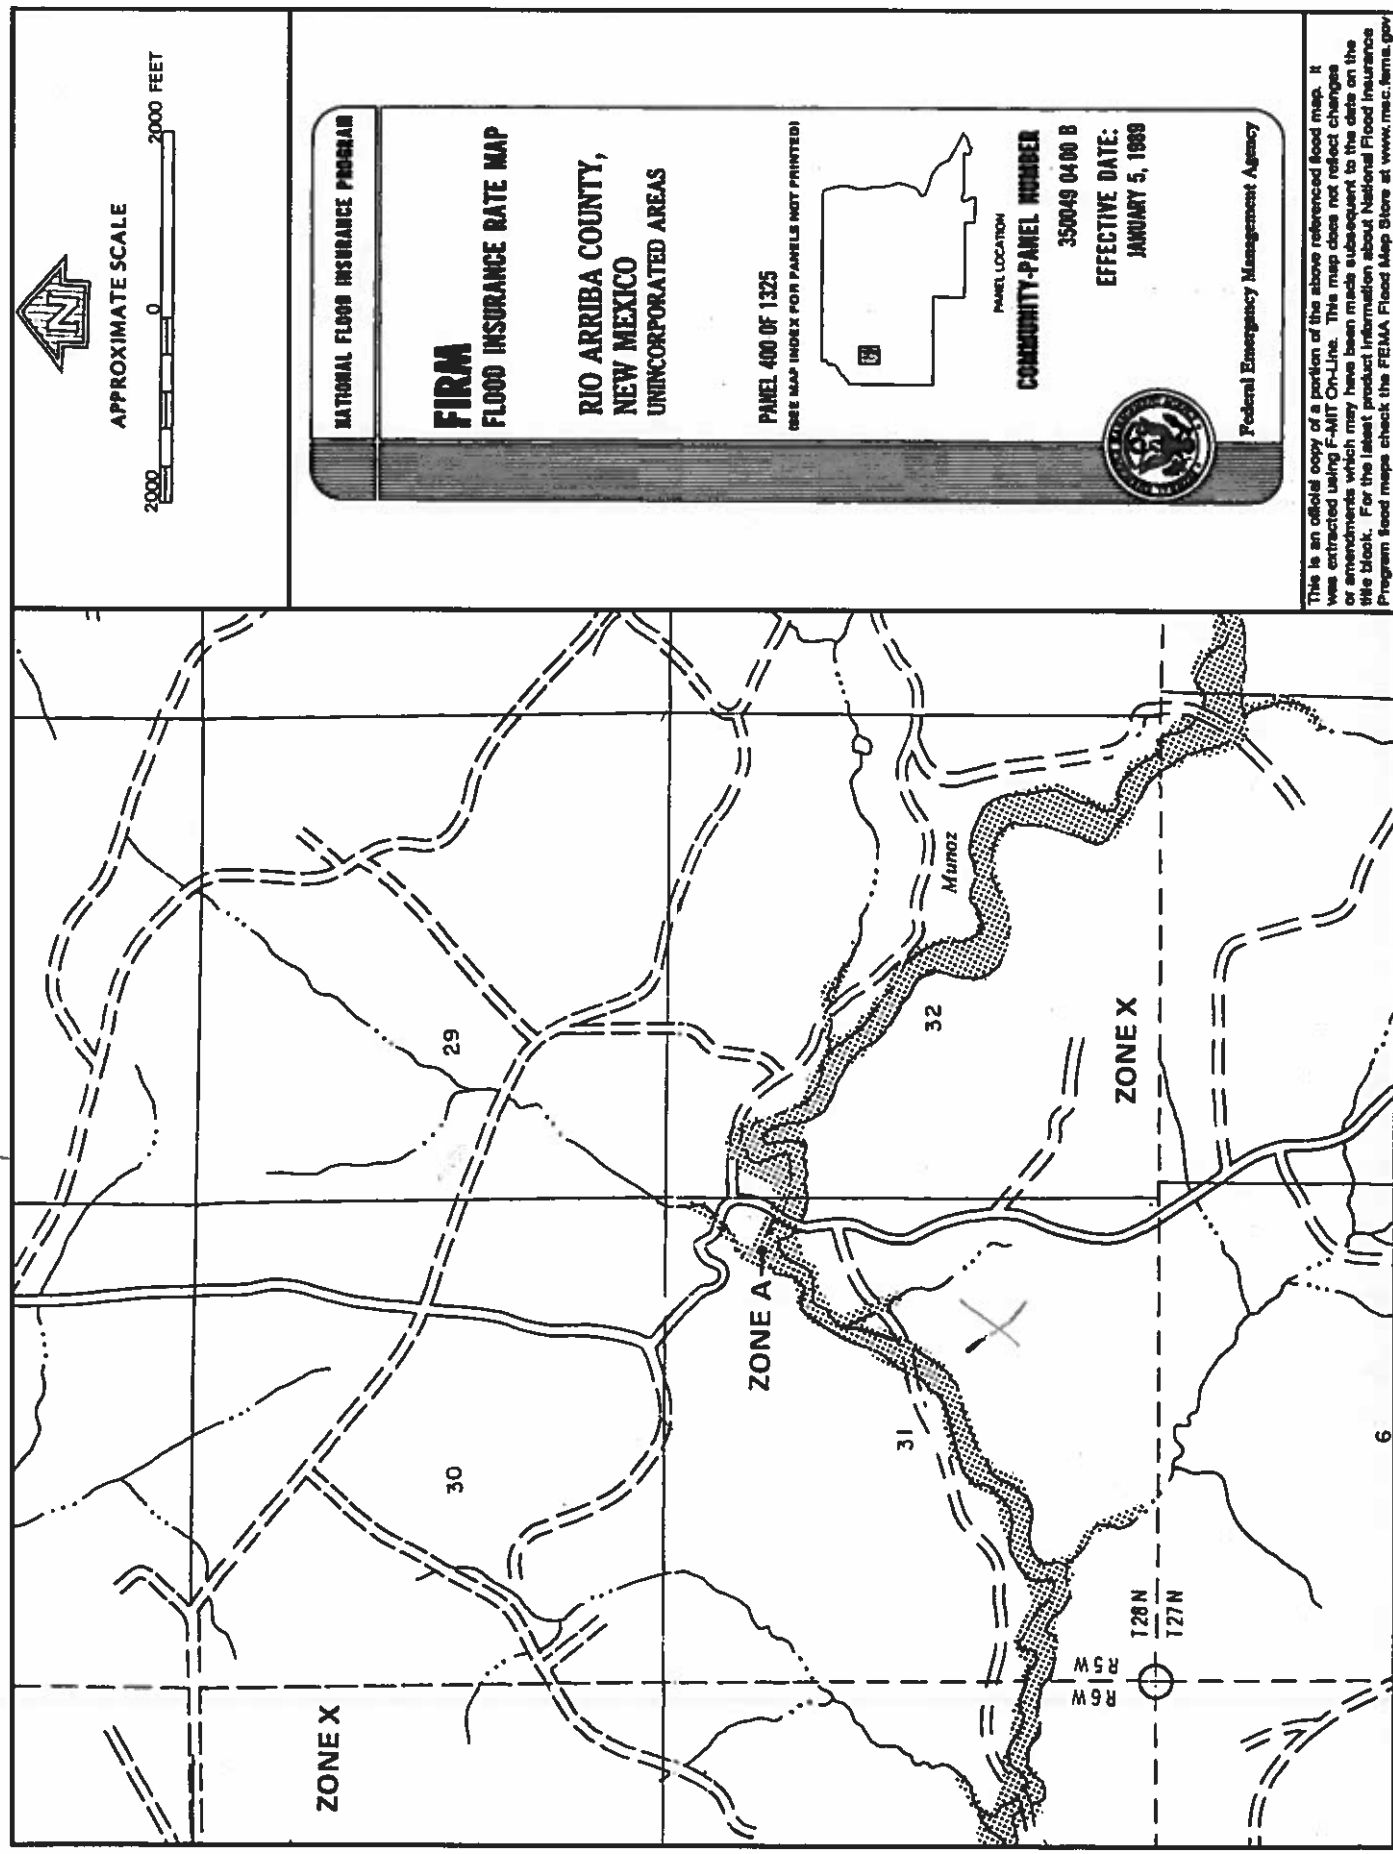 APPROXIMATE SCALE
2000 0 2000 FEET
NATIONAL FLOOD INSURANCE PROGRAM
FIRM
FLOOD INSURANCE RATE MAP
RIO ARRIBA COUNTY,
NEW MEXICO
UNINCORPORATED AREAS
PANEL 400 OF 1325
(SEE MAP INDEX FOR PANELS NOT PRINTED)
PANEL LOCATION
COMMUNITY-PANEL NUMBER
350049 0400 B
EFFECTIVE DATE:
JANUARY 5, 1989
Federal Emergency Management Agency
This is an official copy of a portion of the above referenced flood map. It
was extracted using F-MIT On-Line. This map does not reflect changes
or amendments which may have been made subsequent to the date on the
title block. For the latest product information about National Flood Insurance
Program flood maps check the FEMA Flood Map Store at www.msc.fema.gov
N
ZONE X
30
29
ZONE A
31
32
Munoz
ZONE X
R6W R5W
T28N
T27N
6